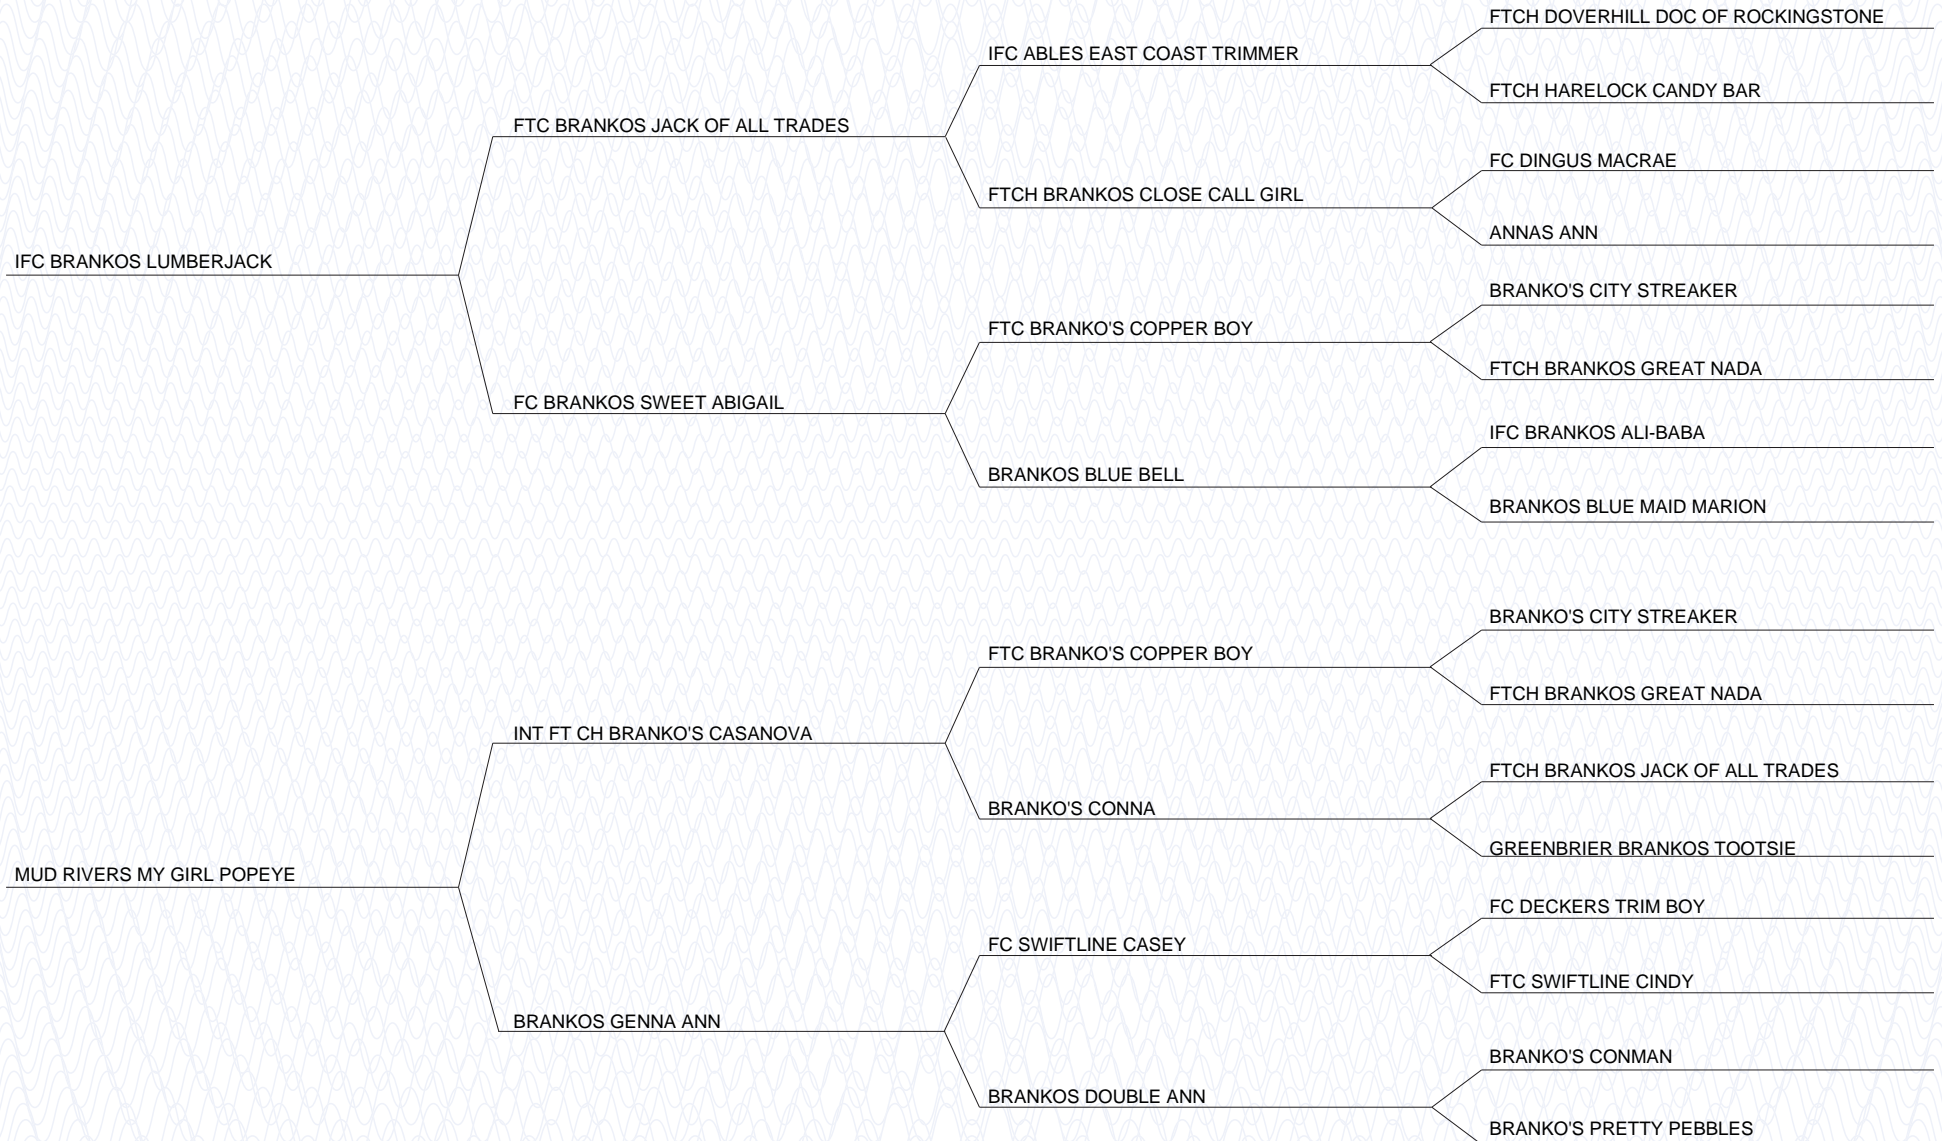 FTCH DOVERHILL DOC OF ROCKINGSTONE
IFC ABLES EAST COAST TRIMMER
FTCH HARELOCK CANDY BAR
FTC BRANKOS JACK OF ALL TRADES
FC DINGUS MACRAE
FTCH BRANKOS CLOSE CALL GIRL
ANNAS ANN
IFC BRANKOS LUMBERJACK
BRANKO'S CITY STREAKER
FTC BRANKO'S COPPER BOY
FTCH BRANKOS GREAT NADA
FC BRANKOS SWEET ABIGAIL
IFC BRANKOS ALI-BABA
BRANKOS BLUE BELL
BRANKOS BLUE MAID MARION
BRANKO'S CITY STREAKER
FTC BRANKO'S COPPER BOY
FTCH BRANKOS GREAT NADA
INT FT CH BRANKO'S CASANOVA
FTCH BRANKOS JACK OF ALL TRADES
BRANKO'S CONNA
GREENBRIER BRANKOS TOOTSIE
MUD RIVERS MY GIRL POPEYE
FC DECKERS TRIM BOY
FC SWIFTLINE CASEY
FTC SWIFTLINE CINDY
BRANKOS GENNA ANN
BRANKO'S CONMAN
BRANKOS DOUBLE ANN
BRANKO'S PRETTY PEBBLES